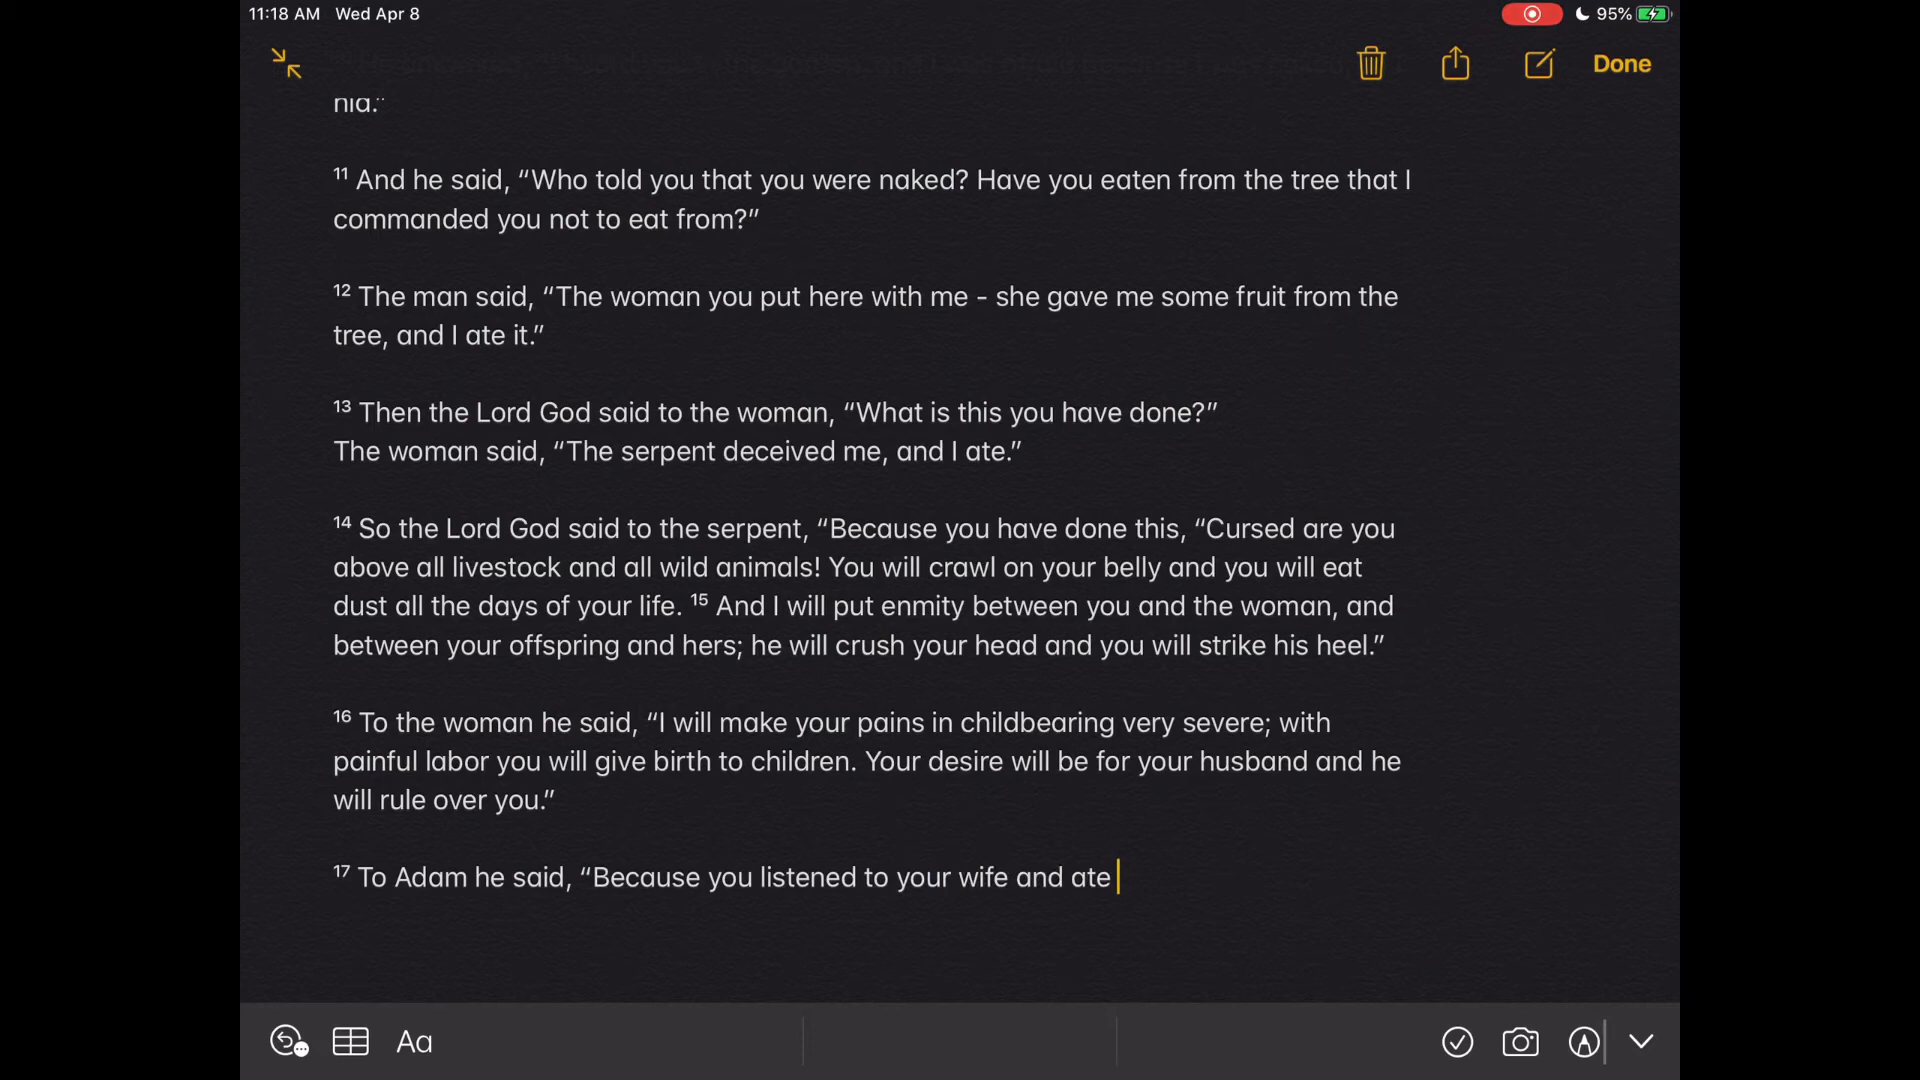 11:18 AM Wed Apr 8
95%
Done
hid."
¹¹ And he said, “Who told you that you were naked? Have you eaten from the tree that I
commanded you not to eat from?”
¹² The man said, “The woman you put here with me - she gave me some fruit from the
tree, and I ate it.”
¹³ Then the Lord God said to the woman, “What is this you have done?”
The woman said, “The serpent deceived me, and I ate.”
¹⁴ So the Lord God said to the serpent, “Because you have done this, “Cursed are you
above all livestock and all wild animals! You will crawl on your belly and you will eat
dust all the days of your life. ¹⁵ And I will put enmity between you and the woman, and
between your offspring and hers; he will crush your head and you will strike his heel.”
¹⁶ To the woman he said, “I will make your pains in childbearing very severe; with
painful labor you will give birth to children. Your desire will be for your husband and he
will rule over you.”
¹⁷ To Adam he said, “Because you listened to your wife and ate
Aa